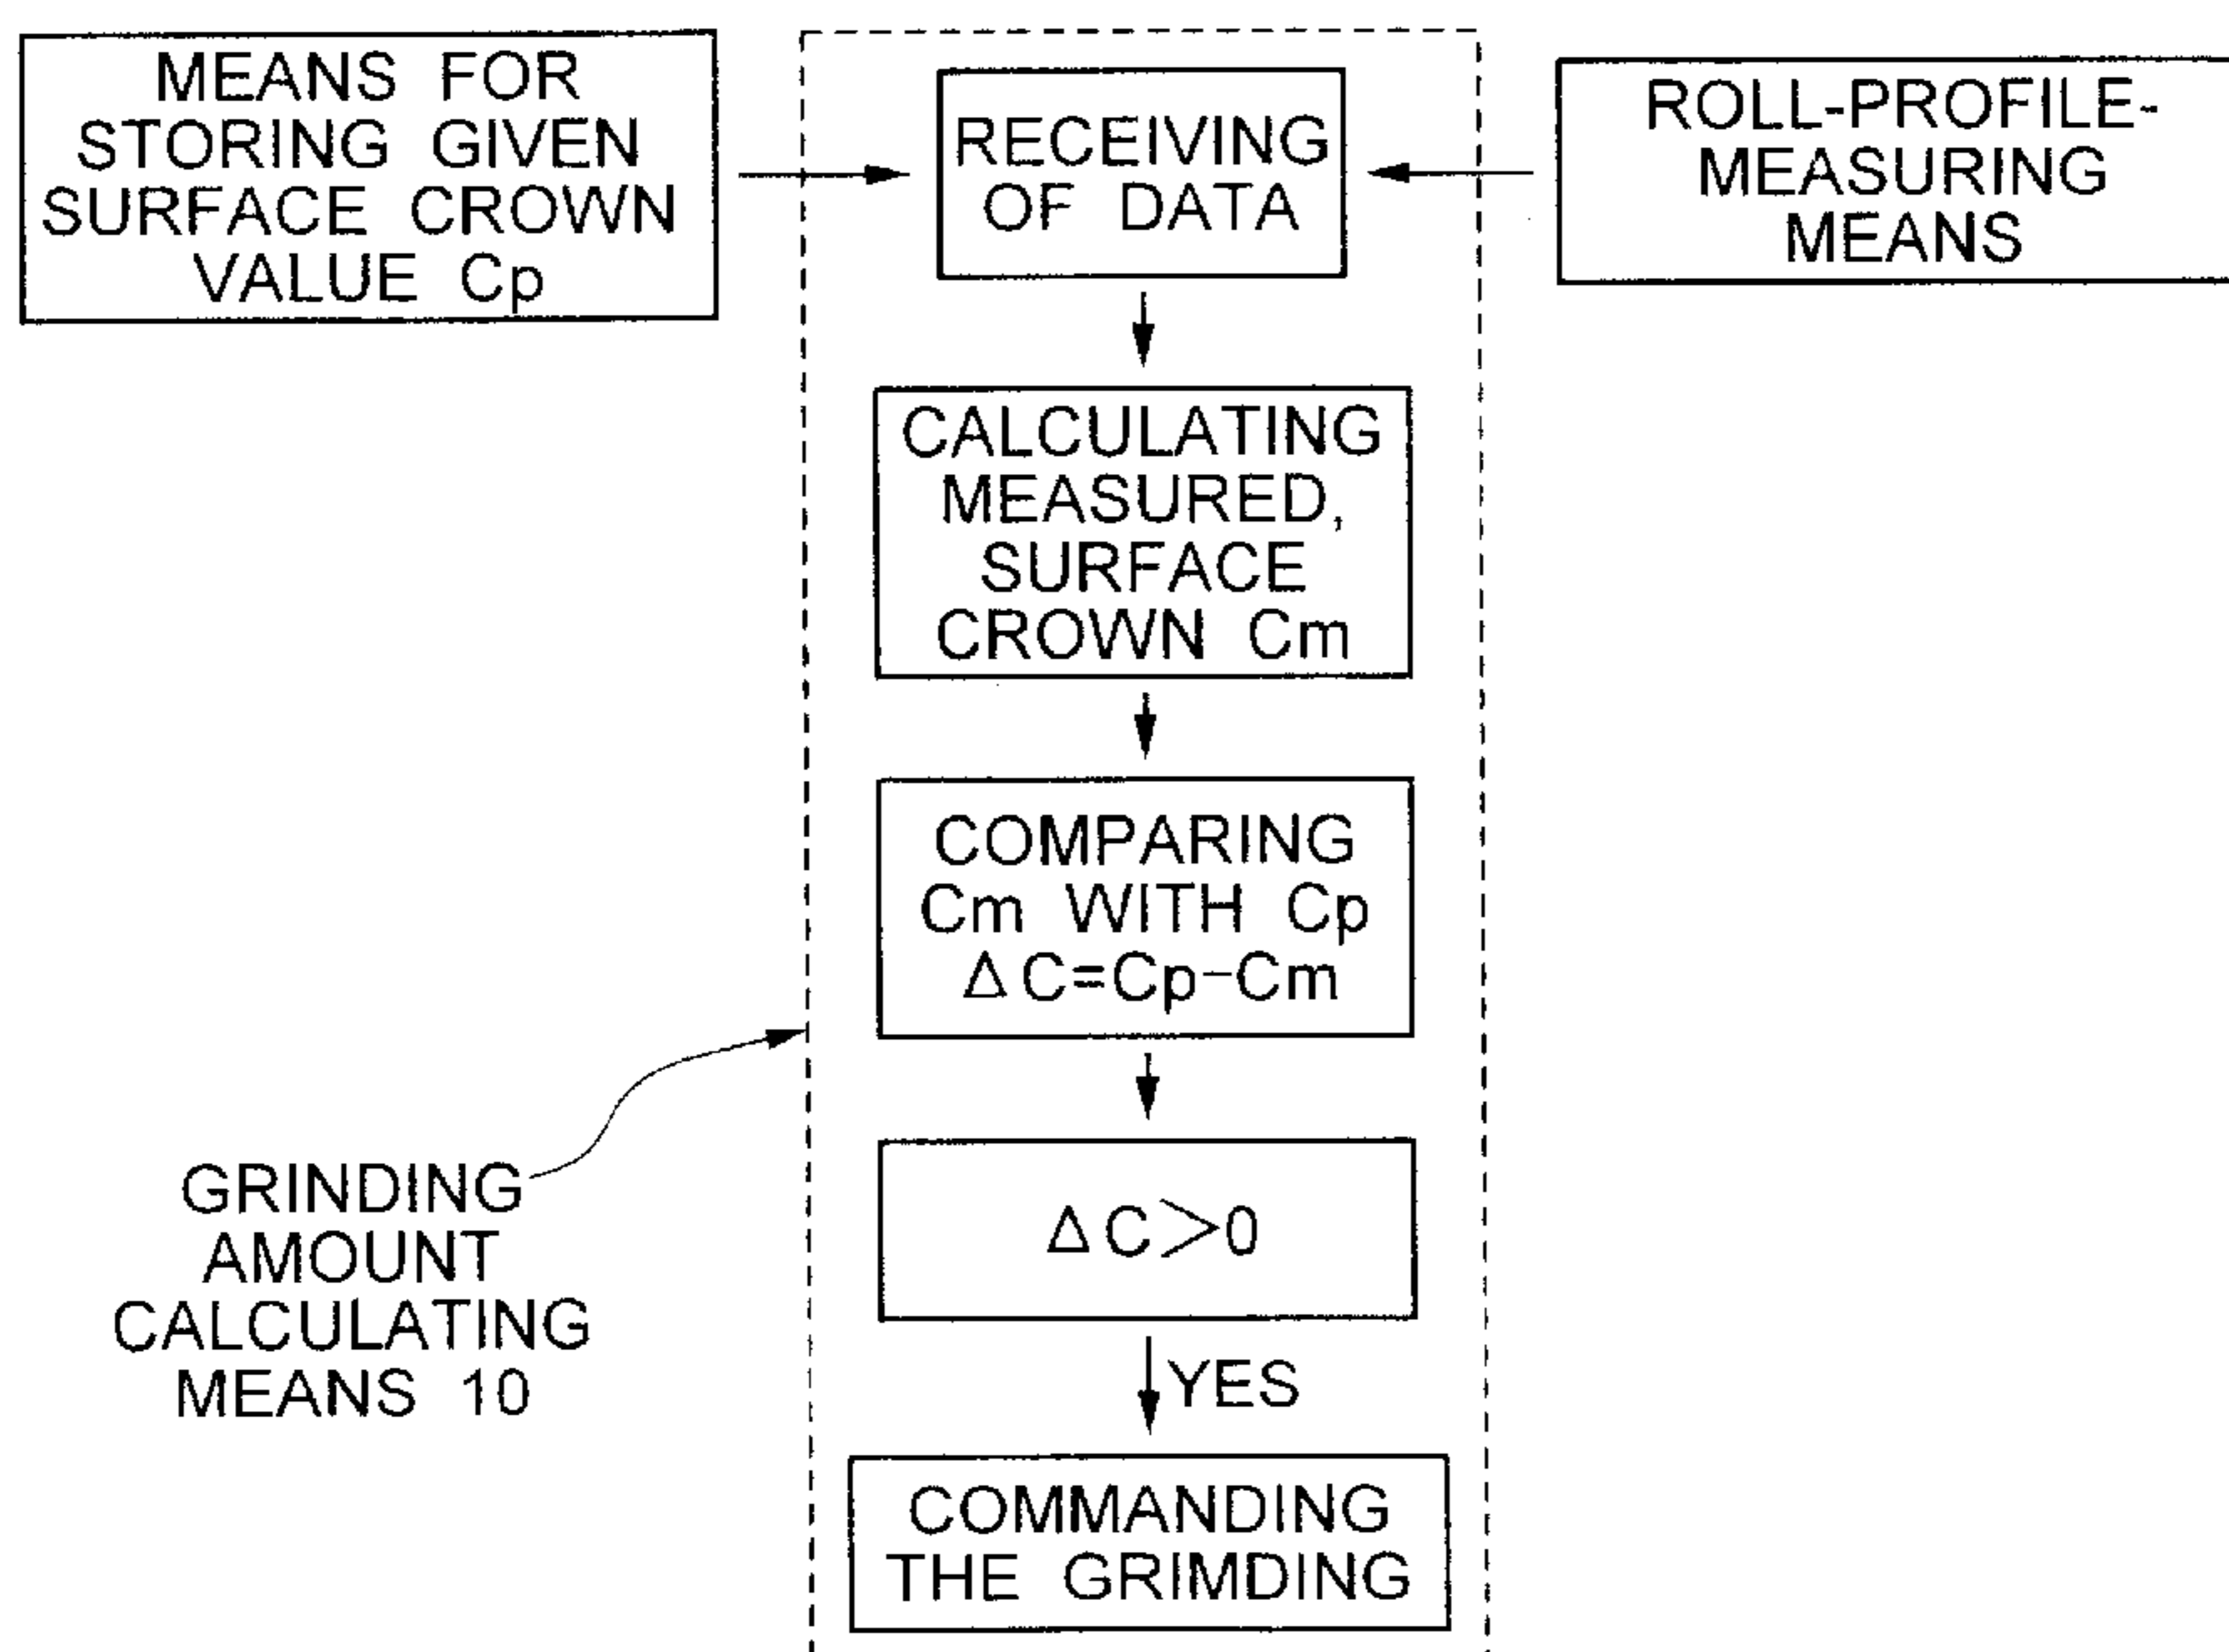 MEANS FOR
STORING GIVEN
SURFACE CROWN
VALUE Cp
RECEIVING
OF DATA
ROLL-PROFILE-
MEASURING
MEANS
CALCULATING
MEASURED,
SURFACE
CROWN Cm
COMPARING
Cm WITH Cp
ΔC=Cp-Cm
GRINDING
AMOUNT
CALCULATING
MEANS 10
ΔC>0
YES
COMMANDING
THE GRIMDING